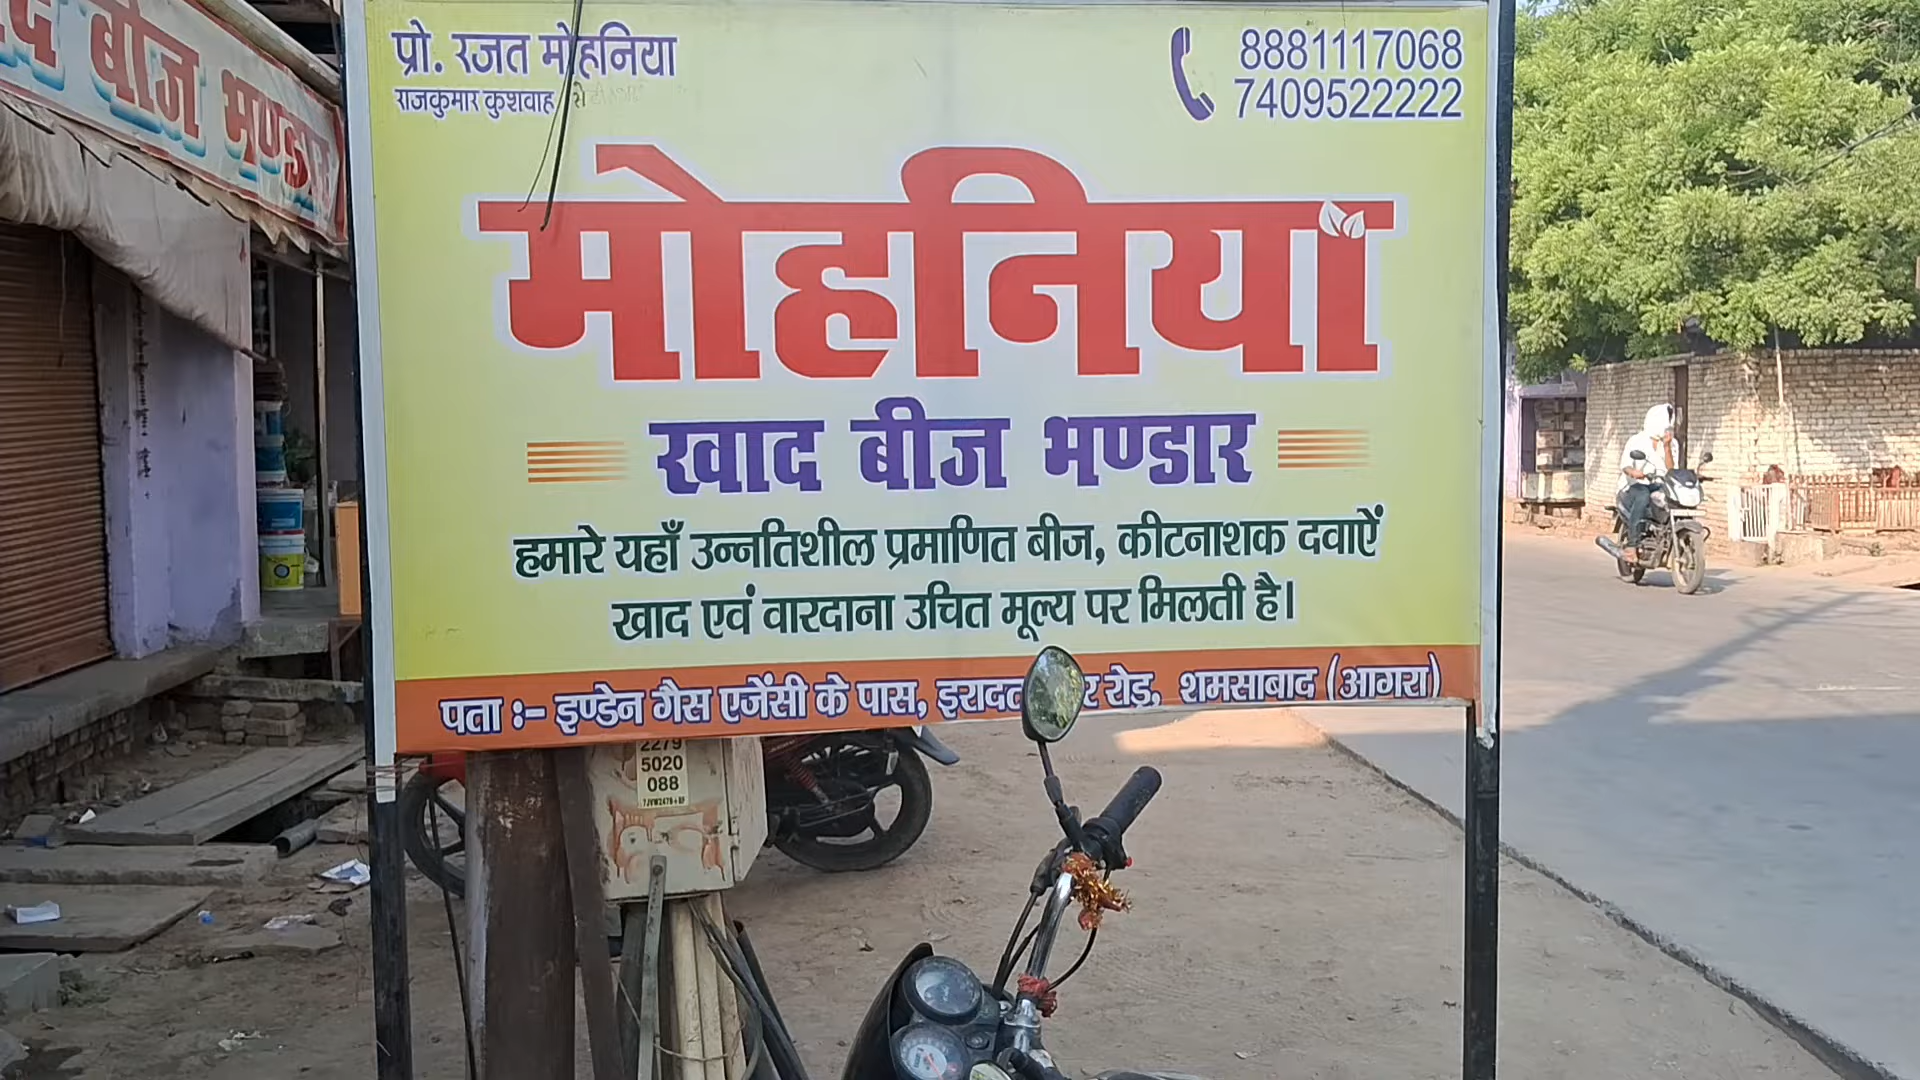 बीज भण्डार
प्रो. रजत मोहनिया
राजकुमार कुशवाह
8881117068
7409522222
मोहनिया
खाद बीज भण्डार
हमारे यहाँ उन्नतिशील प्रमाणित बीज, कीटनाशक दवाऐं
खाद एवं वारदाना उचित मूल्य पर मिलती है।
पता :- इण्डेन गैस एजेंसी के पास, रोड, शमसाबाद (आगरा)
2279
5020
088